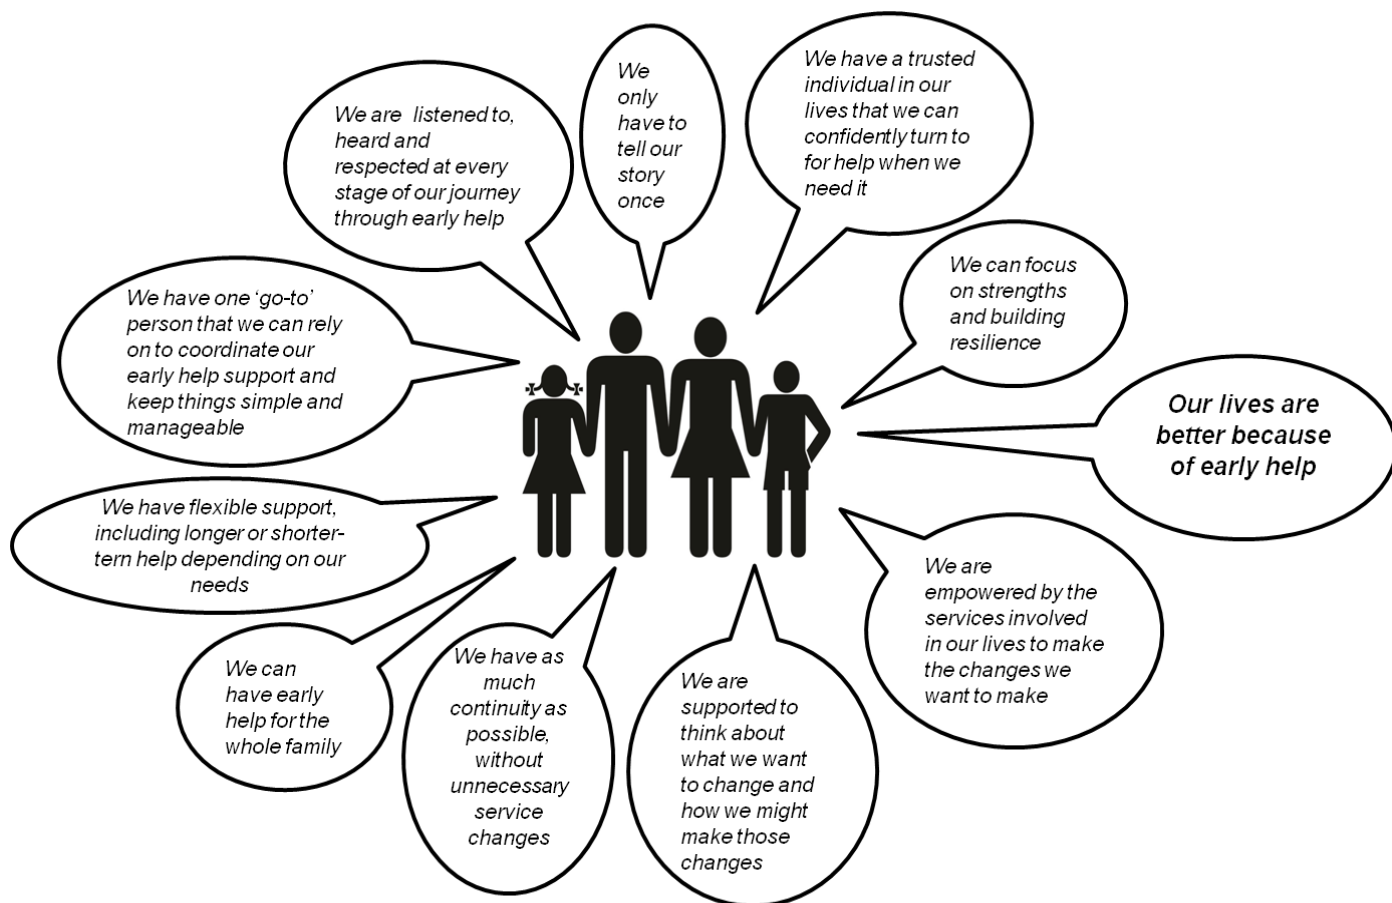 We are listened to,
heard and
respected at every
stage of our journey
through early help
We
only
have to
tell our
story
once
We have a trusted
individual in our
lives that we can
confidently turn to
for help when we
need it
We can focus
on strengths
and building
resilience
Our lives are
better because
of early help
We are
empowered by the
services involved
in our lives to make
the changes we
want to make
We are
supported to
think about
what we want
to change and
how we might
make those
changes
We have as
much
continuity as
possible,
without
unnecessary
service
changes
We can
have early
help for the
whole family
We have flexible support,
including longer or shorter-
tern help depending on our
needs
We have one ‘go-to’
person that we can rely
on to coordinate our
early help support and
keep things simple and
manageable